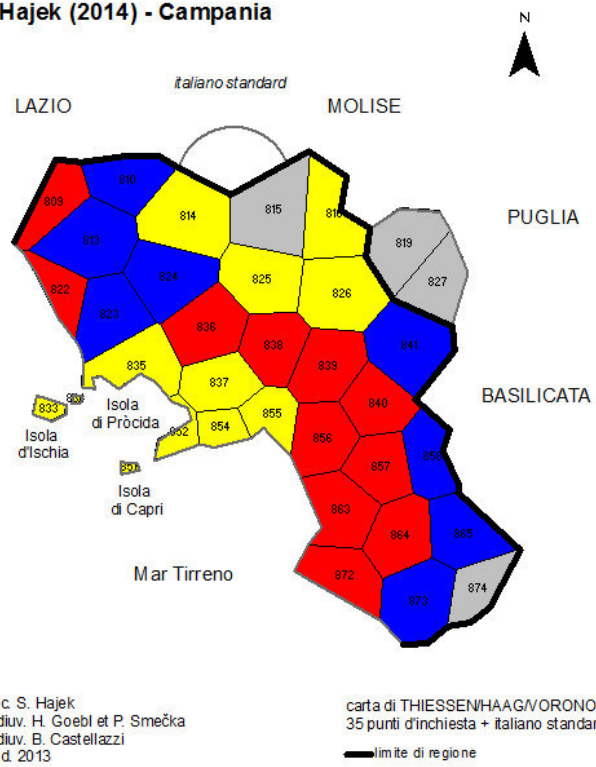 Hajek (2014) - Campania
N
italiano standard
LAZIO
MOLISE
PUGLIA
BASILICATA
809
810
814
815
819
813
827
822
824
825
826
823
836
838
839
841
835
837
840
833
Isola
di Pròcida
Isola
d'Ischia
854
855
856
857
Isola
di Capri
863
864
865
872
873
874
Mar Tirreno
c. S. Hajek
diuv. H. Goebl et P. Smečka
diuv. B. Castellazzi
d. 2013
carta di THIESSEN/HAAG/VORONO
35 punti d'inchiesta + italiano standar
limite di regione